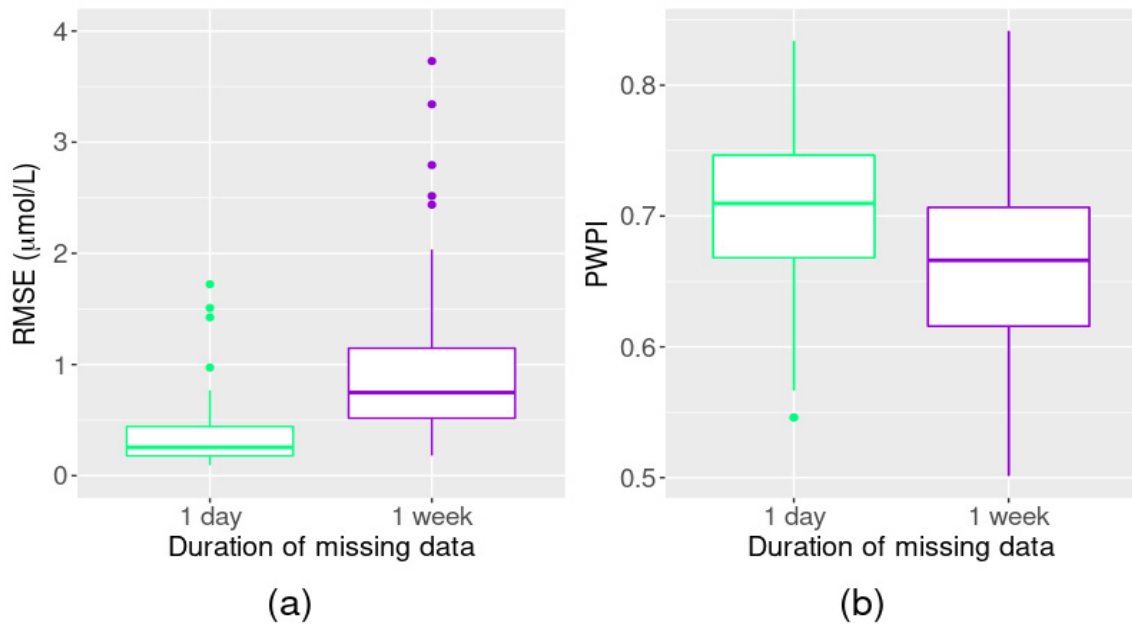 4
3
2
1
0
RMSE (μmol/L)
1 day
1 week
Duration of missing data
(a)
0.8
0.7
0.6
0.5
PWPI
1 day
1 week
Duration of missing data
(b)